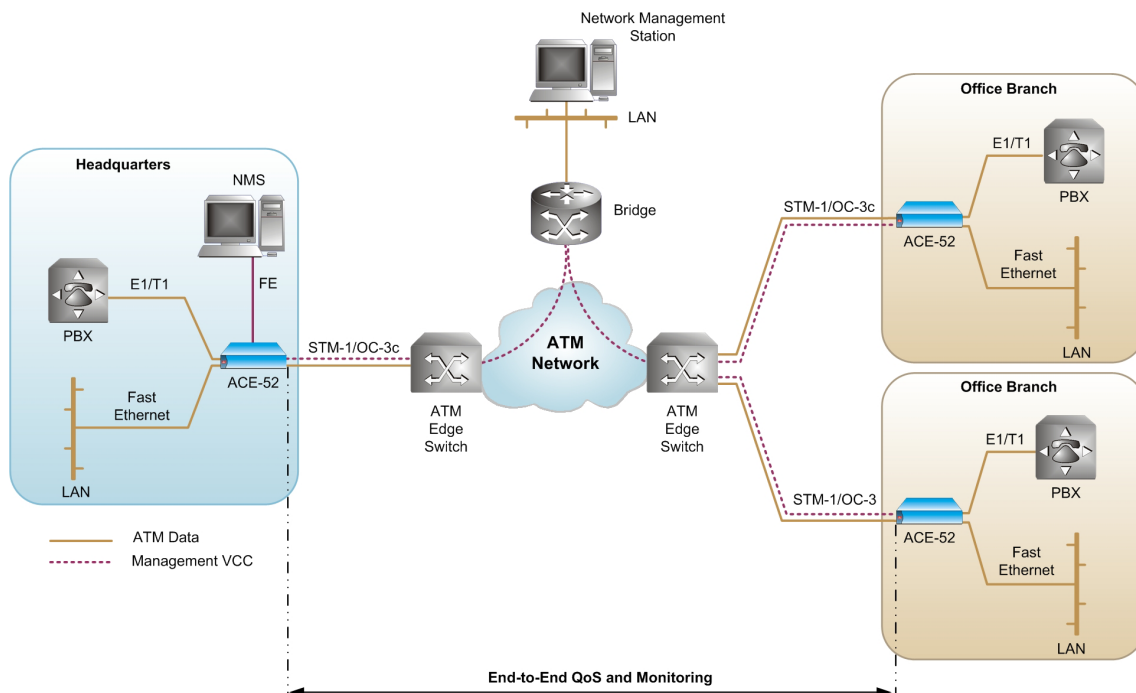 Network Management
Station
LAN
Bridge
Headquarters
NMS
FE
E1/T1
PBX
ACE-52
Fast
Ethernet
LAN
STM-1/OC-3c
ATM
Edge
Switch
ATM
Network
ATM
Edge
Switch
STM-1/OC-3c
Office Branch
E1/T1
PBX
ACE-52
Fast
Ethernet
LAN
STM-1/OC-3
Office Branch
E1/T1
PBX
ACE-52
Fast
Ethernet
LAN
ATM Data
Management VCC
End-to-End QoS and Monitoring